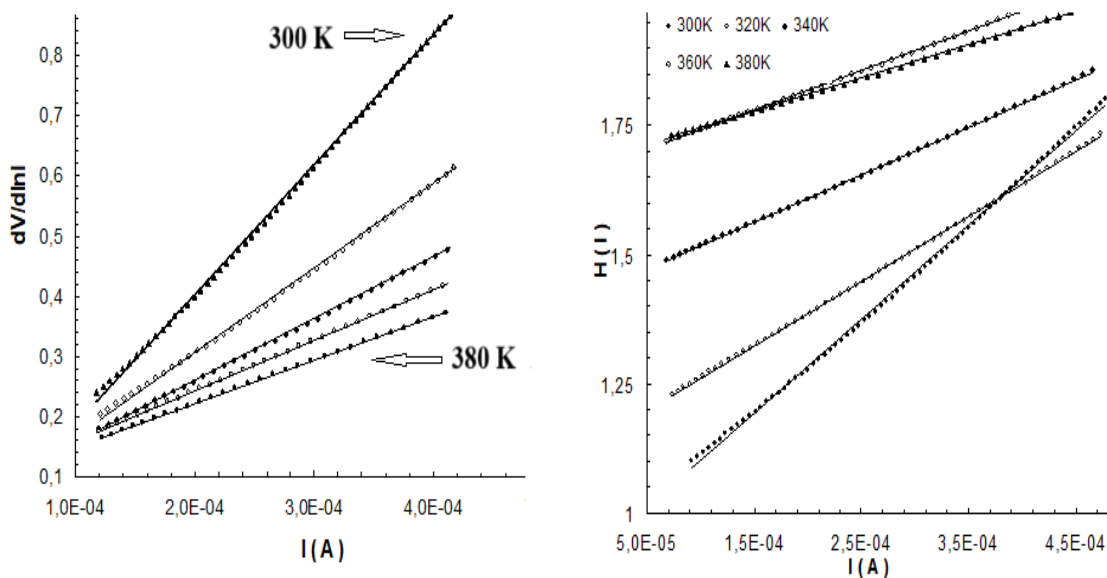 0,8
0,7
0,6
0,5
0,4
0,3
0,2
0,1
dV/dlnI
300 K
380 K
1,0E-04 2,0E-04 3,0E-04 4,0E-04
I(A)
300K 320K 340K
360K 380K
1,75
1,5
1,25
1
H(I)
5,0E-05 1,5E-04 2,5E-04 3,5E-04 4,5E-04
I(A)